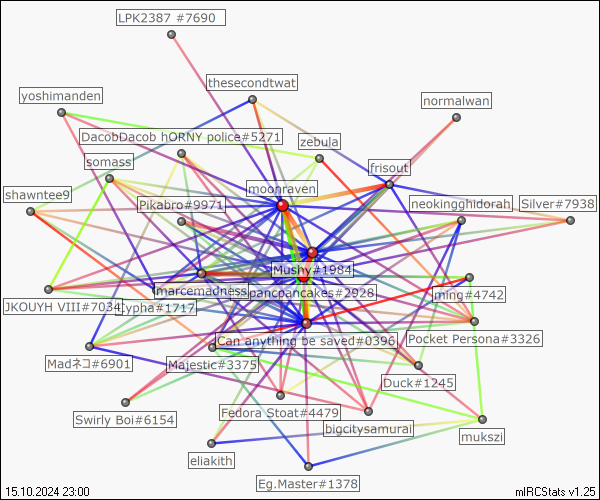 LPK2387 #7690
thesecondtwat
yoshimanden
normalwan
DacobDacob hORNY police#5271
zebula
somass
frisout
moonraven
shawntee9
Pikabro#9971
neokingghidorah
Silver#7938
Mushy#1984
marcemadness
pancpancakes#2928
ming#4742
JKOUYH VIII#7034
Lypha#1717
Can anything be saved#0396
Pocket Persona#3326
Madネコ#6901
Majestic#3375
Duck#1245
Swirly Boi#6154
Fedora Stoat#4479
bigcitysamurai
mukszi
eliakith
Eg.Master#1378
15.10.2024 23:00
mIRCStats v1.25